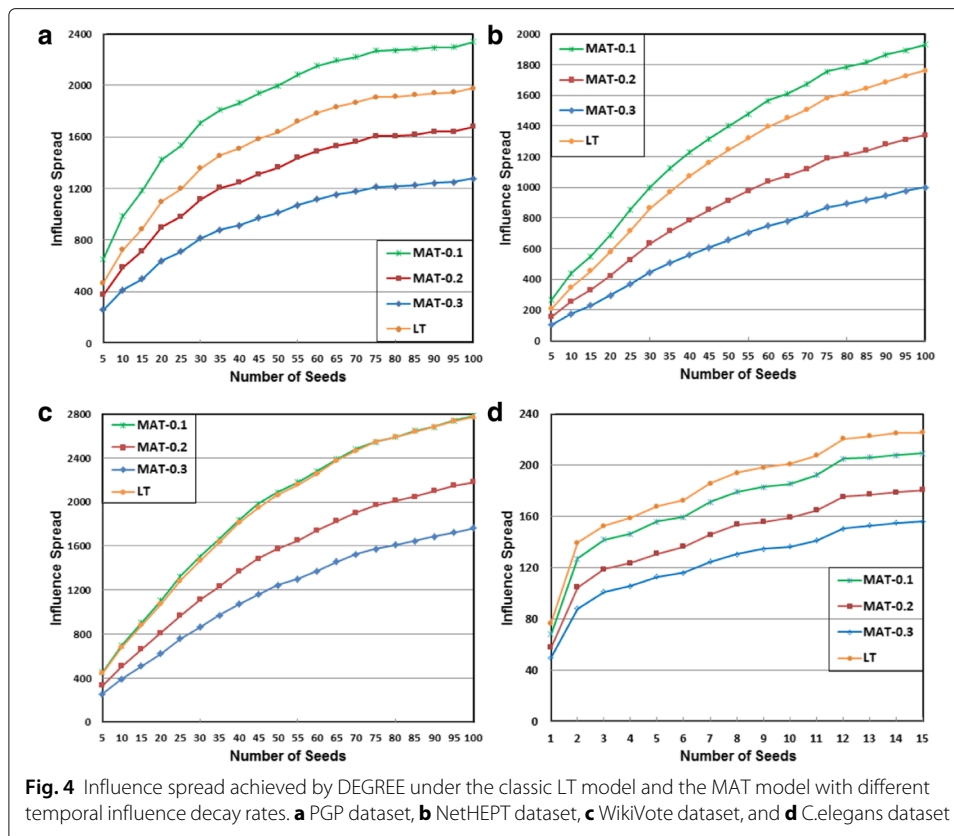 a
2400
2000
1600
1200
800
400
0
Influence Spread
MAT-0.1
MAT-0.2
MAT-0.3
LT
5 10 15 20 25 30 35 40 45 50 55 60 65 70 75 80 85 90 95 100
Number of Seeds
b
2000
1800
1600
1400
1200
1000
800
600
400
200
0
Influence Spread
MAT-0.1
MAT-0.2
MAT-0.3
LT
5 10 15 20 25 30 35 40 45 50 55 60 65 70 75 80 85 90 95 100
Number of Seeds
c
2800
2400
2000
1600
1200
800
400
0
Influence Spread
MAT-0.1
MAT-0.2
MAT-0.3
LT
5 10 15 20 25 30 35 40 45 50 55 60 65 70 75 80 85 90 95 100
Number of Seeds
d
240
200
160
120
80
40
0
Influence Spread
MAT-0.1
MAT-0.2
MAT-0.3
LT
1 2 3 4 5 6 7 8 9 10 11 12 13 14 15
Number of Seeds
Fig. 4 Influence spread achieved by DEGREE under the classic LT model and the MAT model with different
temporal influence decay rates. a PGP dataset, b NetHEPT dataset, c WikiVote dataset, and d C.elegans dataset